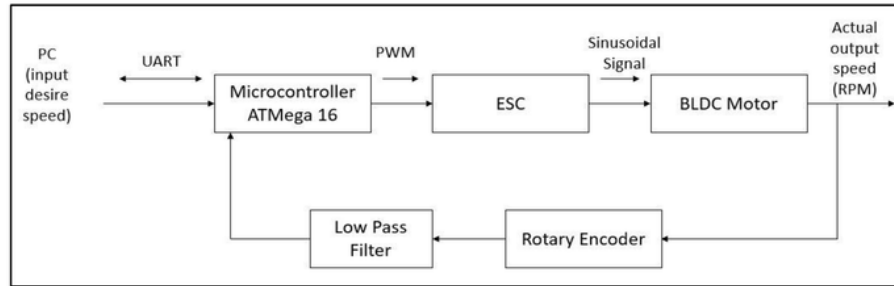 PC
(input
desire
speed)
UART
Microcontroller
ATMega 16
PWM
ESC
Sinusoidal
Signal
BLDC Motor
Actual
output
speed
(RPM)
Low Pass
Filter
Rotary Encoder